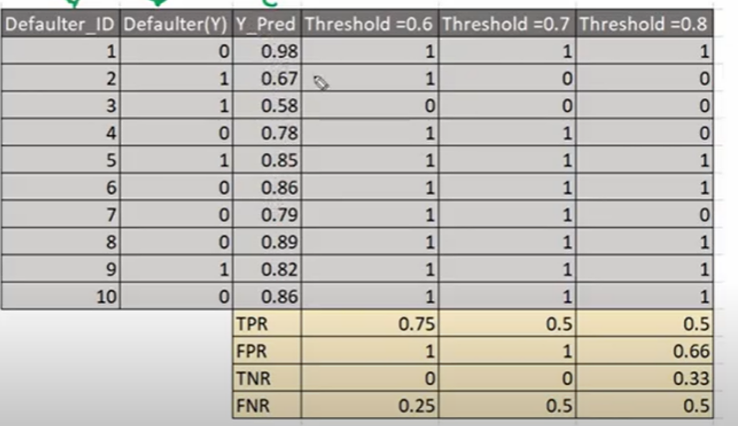 Defaulter_ID Defaulter(Y) Y_Pred Threshold =0.6 Threshold =0.7 Threshold =0.8
1 0 0.98 1 1 1
2 1 0.67 1 0 0
3 1 0.58 0 0 0
4 0 0.78 1 1 0
5 1 0.85 1 1 1
6 0 0.86 1 1 1
7 0 0.79 1 1 0
8 0 0.89 1 1 1
9 1 0.82 1 1 1
10 0 0.86 1 1 1
TPR 0.75 0.5 0.5
FPR 1 1 0.66
TNR 0 0 0.33
FNR 0.25 0.5 0.5